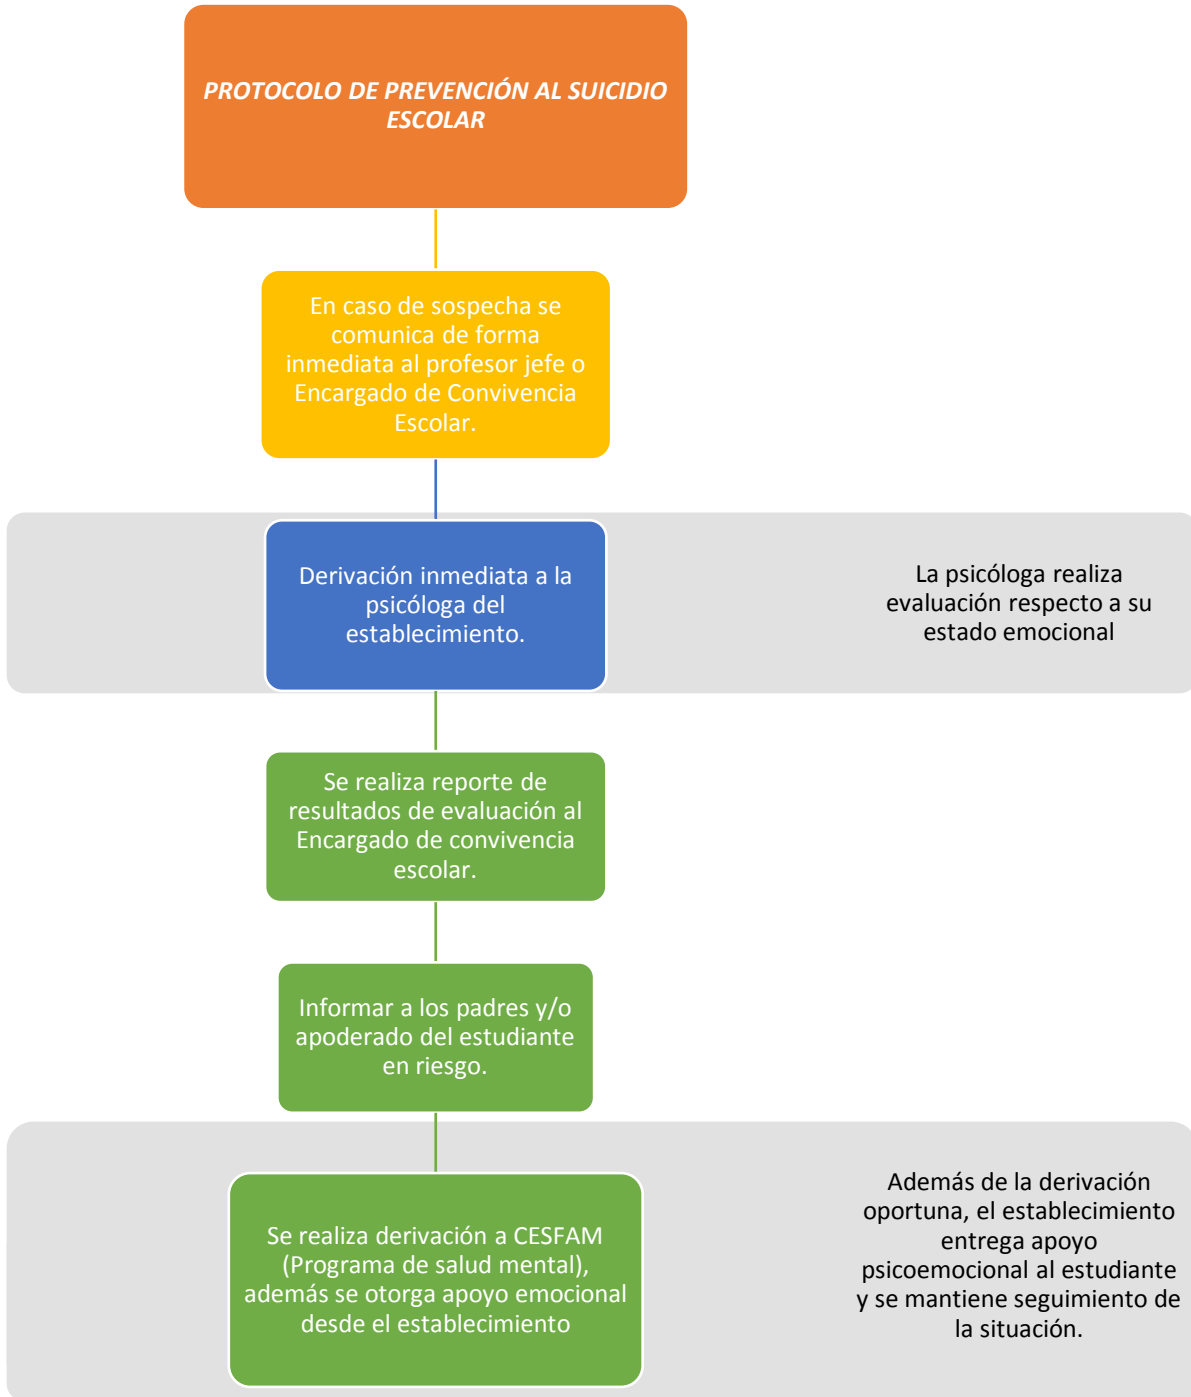 PROTOCOLO DE PREVENCIÓN AL SUICIDIO
ESCOLAR
En caso de sospecha se
comunica de forma
inmediata al profesor jefe o
Encargado de Convivencia
Escolar.
Derivación inmediata a la
psicóloga del
establecimiento.
La psicóloga realiza
evaluación respecto a su
estado emocional
Se realiza reporte de
resultados de evaluación al
Encargado de convivencia
escolar.
Informar a los padres y/o
apoderado del estudiante
en riesgo.
Se realiza derivación a CESFAM
(Programa de salud mental),
además se otorga apoyo emocional
desde el establecimiento
Además de la derivación
oportuna, el establecimiento
entrega apoyo
psicoemocional al estudiante
y se mantiene seguimiento de
la situación.